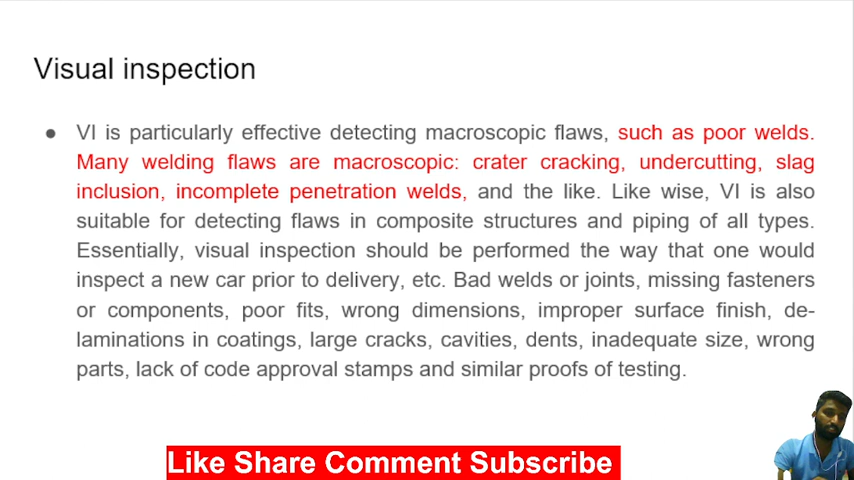 Visual inspection
● VI is particularly effective detecting macroscopic flaws, such as poor welds.
Many welding flaws are macroscopic: crater cracking, undercutting, slag
inclusion, incomplete penetration welds, and the like. Like wise, VI is also
suitable for detecting flaws in composite structures and piping of all types.
Essentially, visual inspection should be performed the way that one would
inspect a new car prior to delivery, etc. Bad welds or joints, missing fasteners
or components, poor fits, wrong dimensions, improper surface finish, de-
laminations in coatings, large cracks, cavities, dents, inadequate size, wrong
parts, lack of code approval stamps and similar proofs of testing.
Like Share Comment Subscribe